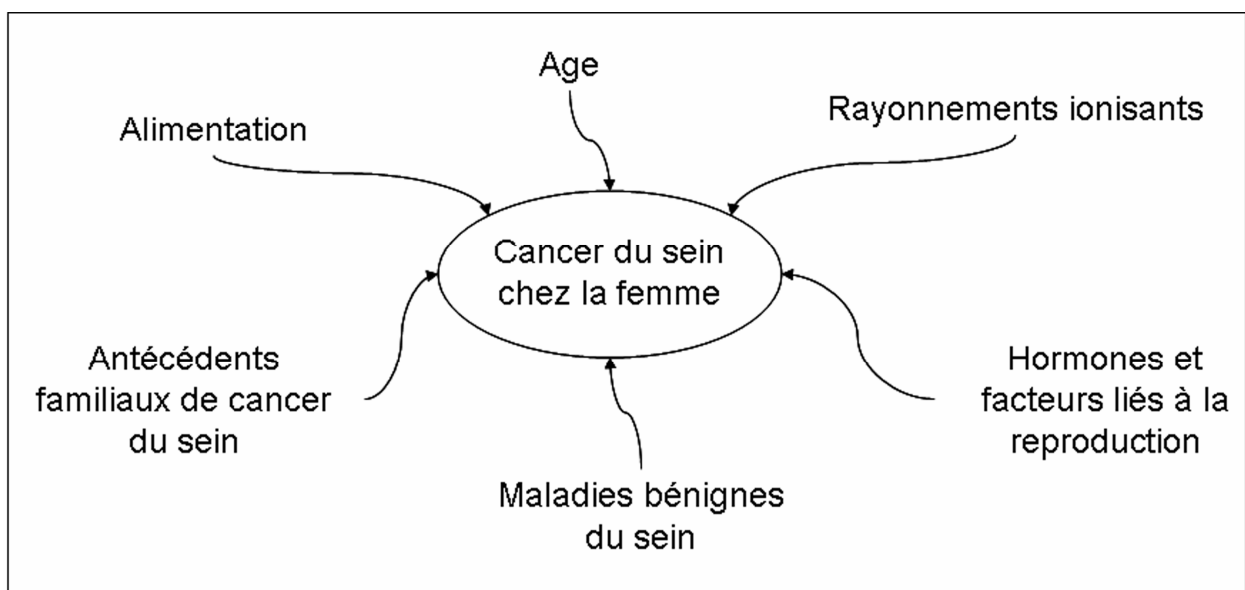 Age
Alimentation
Rayonnements ionisants
Cancer du sein
chez la femme
Antécédents
familiaux de cancer
du sein
Hormones et
facteurs liés à la
reproduction
Maladies bénignes
du sein